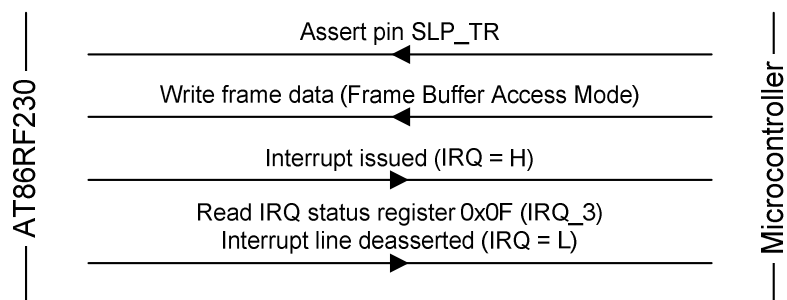 AT86RF230
Assert pin SLP_TR
Write frame data (Frame Buffer Access Mode)
Interrupt issued (IRQ = H)
Read IRQ status register 0x0F (IRQ_3)
Interrupt line deasserted (IRQ = L)
Microcontroller